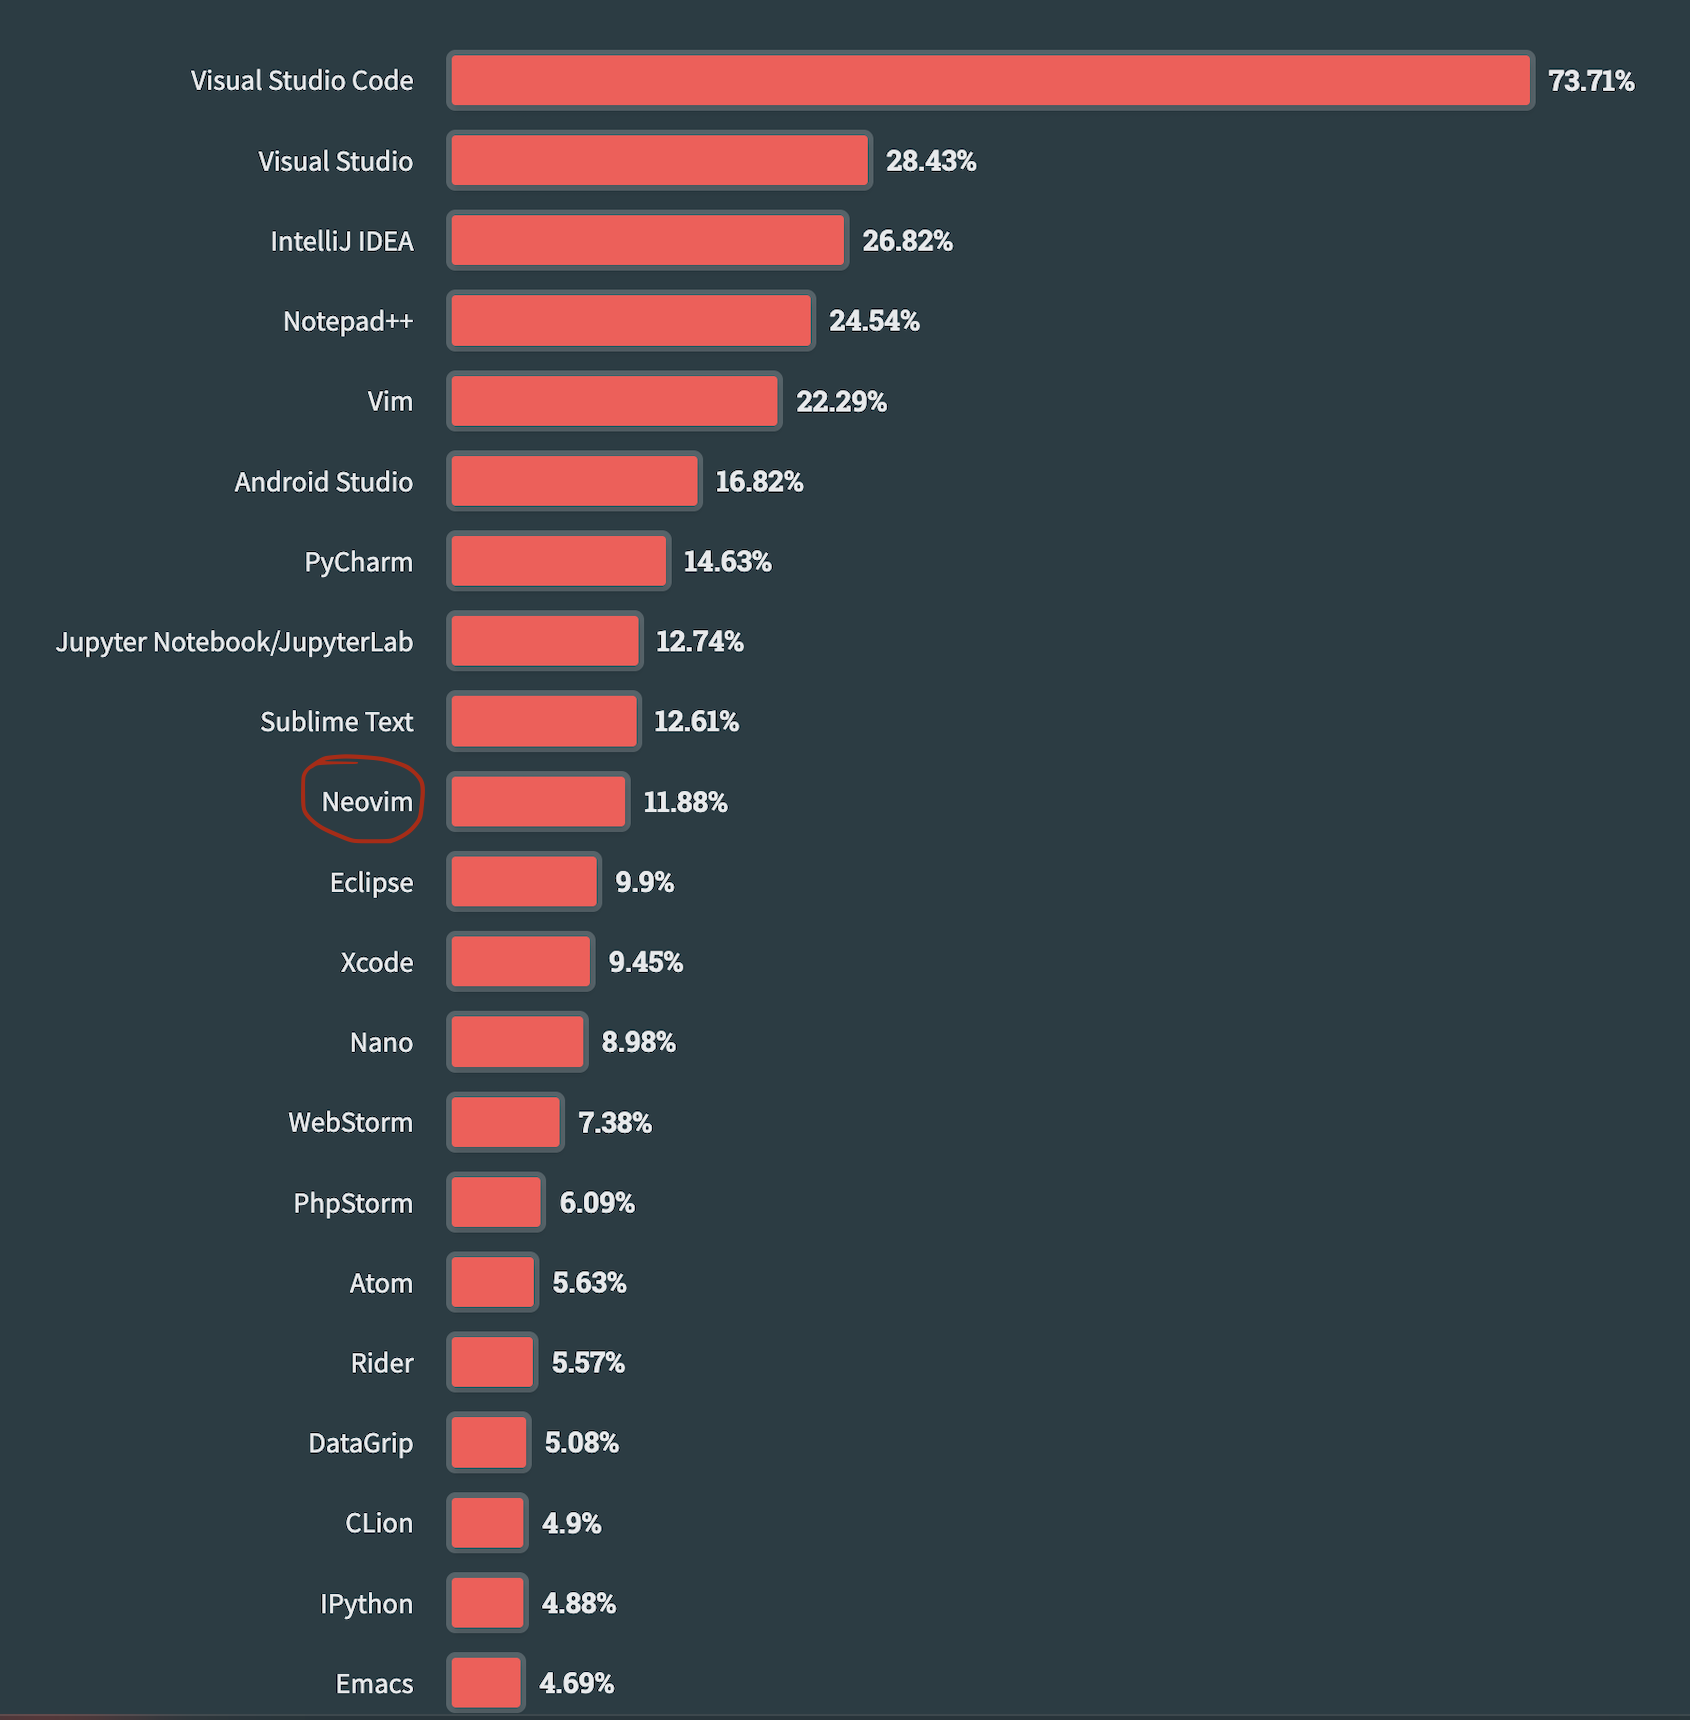 Visual Studio Code 73.71%
Visual Studio 28.43%
IntelliJ IDEA 26.82%
Notepad++ 24.54%
Vim 22.29%
Android Studio 16.82%
PyCharm 14.63%
Jupyter Notebook/JupyterLab 12.74%
Sublime Text 12.61%
Neovim 11.88%
Eclipse 9.9%
Xcode 9.45%
Nano 8.98%
WebStorm 7.38%
PhpStorm 6.09%
Atom 5.63%
Rider 5.57%
DataGrip 5.08%
CLion 4.9%
IPython 4.88%
Emacs 4.69%